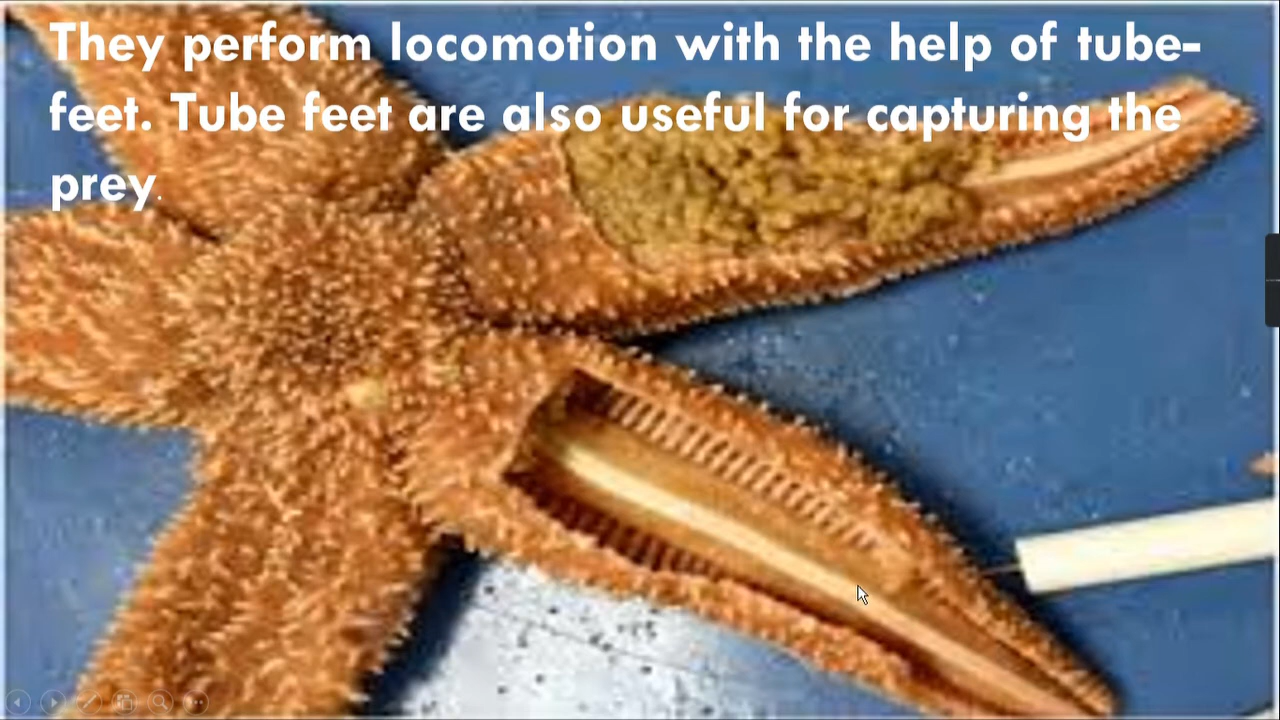 They perform locomotion with the help of tube-
feet. Tube feet are also useful for capturing the
prey.